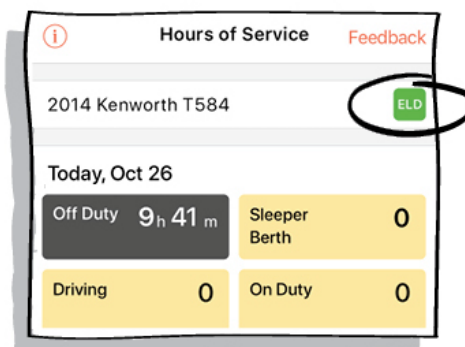 i Hours of Service Feedback
2014 Kenworth T584 ELD
Today, Oct 26
Off Duty 9h 41m Sleeper Berth 0
Driving 0 On Duty 0